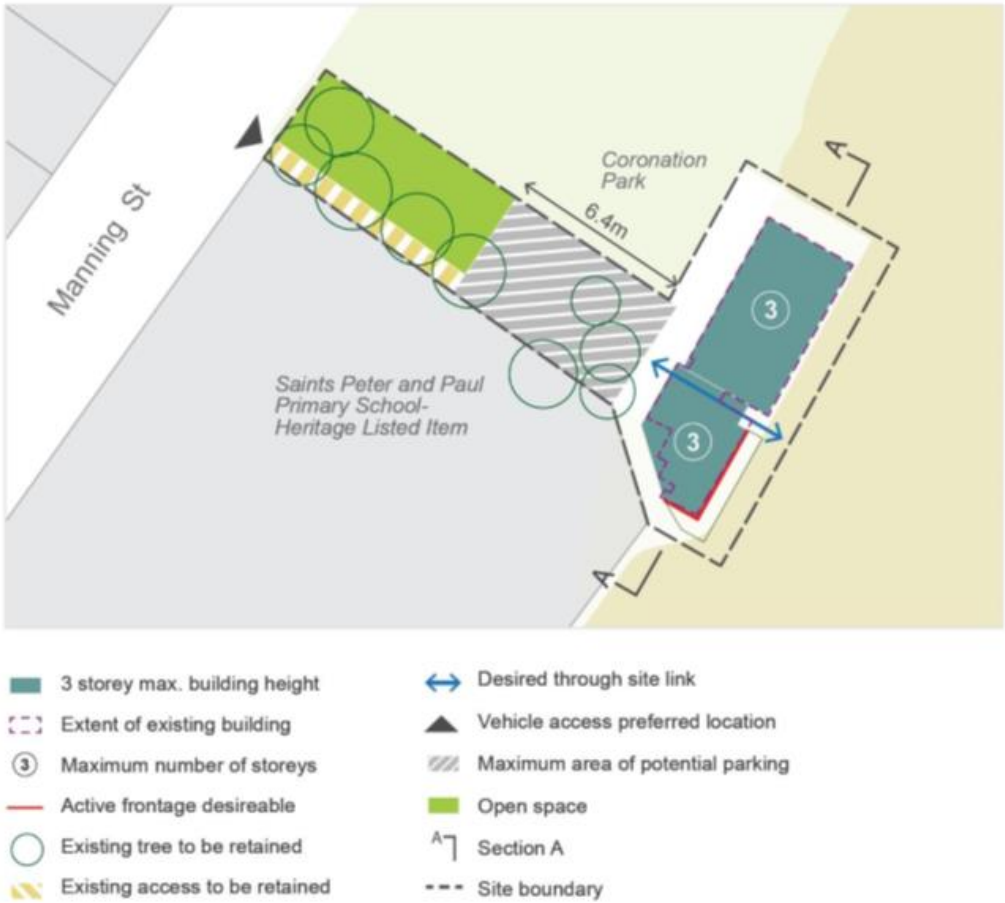 Coronation
Park
A
6.4m
Manning St
3
Saints Peter and Paul
Primary School-
Heritage Listed Item
3
A
3 storey max. building height
Extent of existing building
3 Maximum number of storeys
Active frontage desireable
Existing tree to be retained
Existing access to be retained
Desired through site link
Vehicle access preferred location
Maximum area of potential parking
Open space
A Section A
Site boundary